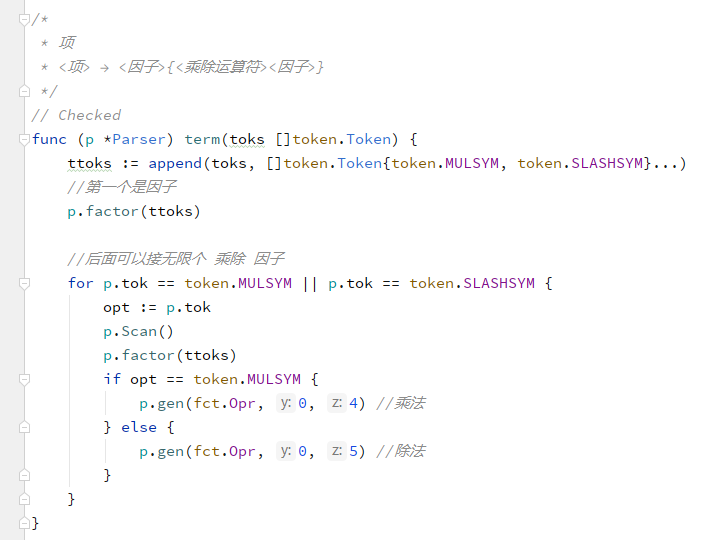 /*
 * 项
 * <项> → <因子>{<乘除运算符><因子>}
 */
// Checked
func (p *Parser) term(toks []token.Token) {
    ttoks := append(toks, []token.Token{token.MULSYM, token.SLASHSYM}...)
    //第一个是因子
    p.factor(ttoks)

    //后面可以接无限个 乘除 因子
    for p.tok == token.MULSYM || p.tok == token.SLASHSYM {
        opt := p.tok
        p.Scan()
        p.factor(ttoks)
        if opt == token.MULSYM {
            p.gen(fct.Opr, y: 0, z: 4) //乘法
        } else {
            p.gen(fct.Opr, y: 0, z: 5) //除法
        }
    }
}